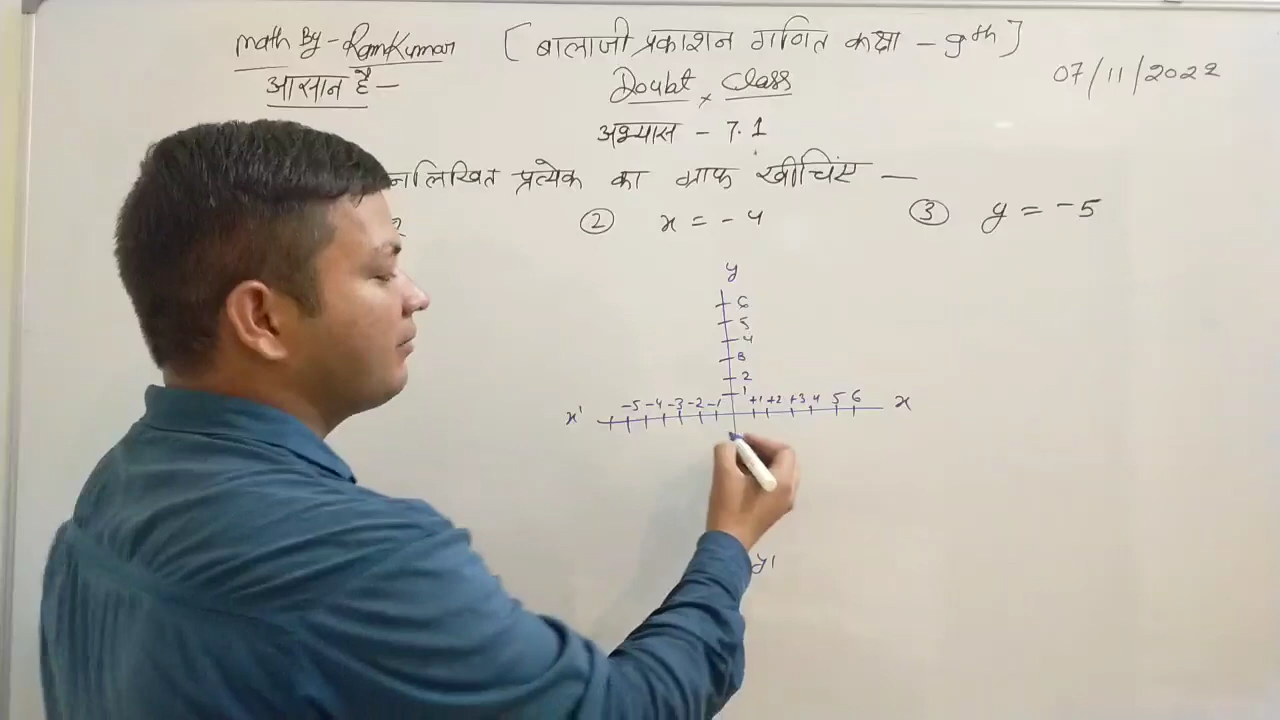 math By- RamKumar [ बालाजी प्रकाशन गणित कक्षा - 9th ]
आसान है- Doubt Class 07/11/2022
अभ्यास - 7.1
प्रत्येक का ग्राफ खीचिंए -
② x = - 4 ③ y = -5
y
6
5
4
3
2
1
x' -5 -4 -3 -2 -1 +1 +2 +3 4 5 6 x
y'